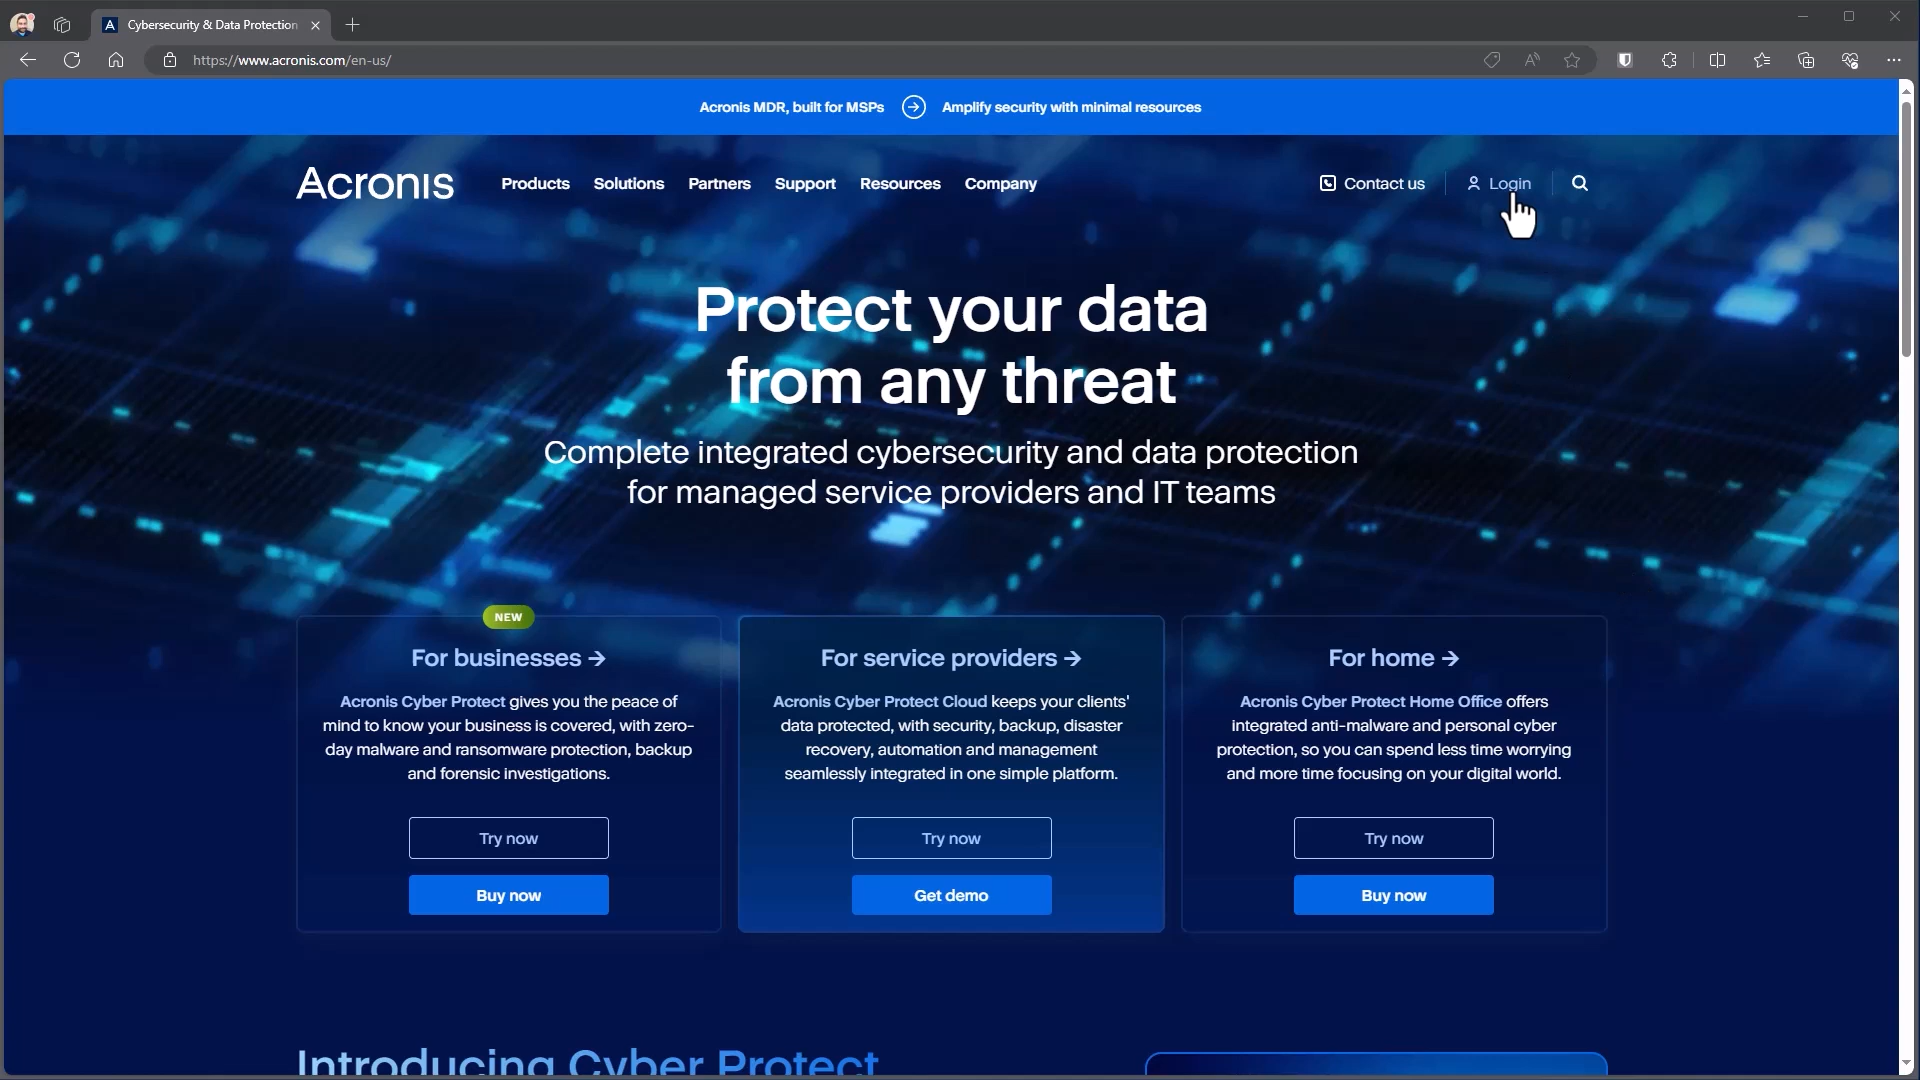 Cybersecurity & Data Protection
https://www.acronis.com/en-us/
Acronis MDR, built for MSPs Amplify security with minimal resources
Acronis
Products Solutions Partners Support Resources Company
Contact us Login
Protect your data
from any threat
Complete integrated cybersecurity and data protection
for managed service providers and IT teams
NEW
For businesses →
Acronis Cyber Protect gives you the peace of
mind to know your business is covered, with zero-
day malware and ransomware protection, backup
and forensic investigations.
Try now
Buy now
For service providers →
Acronis Cyber Protect Cloud keeps your clients'
data protected, with security, backup, disaster
recovery, automation and management
seamlessly integrated in one simple platform.
Try now
Get demo
For home →
Acronis Cyber Protect Home Office offers
integrated anti-malware and personal cyber
protection, so you can spend less time worrying
and more time focusing on your digital world.
Try now
Buy now
Introducing Cyber Protect